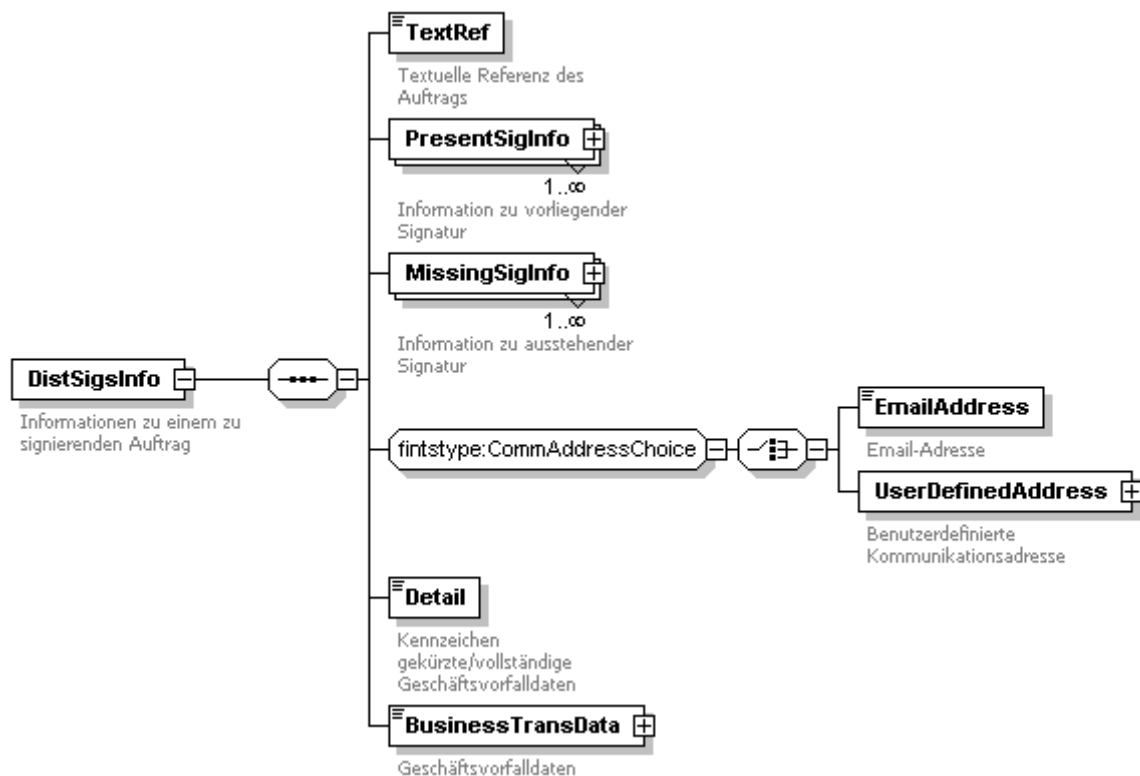 TextRef
Textuelle Referenz des
Auftrags
PresentSigInfo
1..∞
Information zu vorliegender
Signatur
MissingSigInfo
1..∞
Information zu ausstehender
Signatur
DistSigsInfo
Informationen zu einem zu
signierenden Auftrag
fintstype:CommAddressChoice
EmailAddress
Email-Adresse
UserDefinedAddress
Benutzerdefinierte
Kommunikationsadresse
Detail
Kennzeichen
gekürzte/vollständige
Geschäftsvorfalldaten
BusinessTransData
Geschäftsvorfalldaten